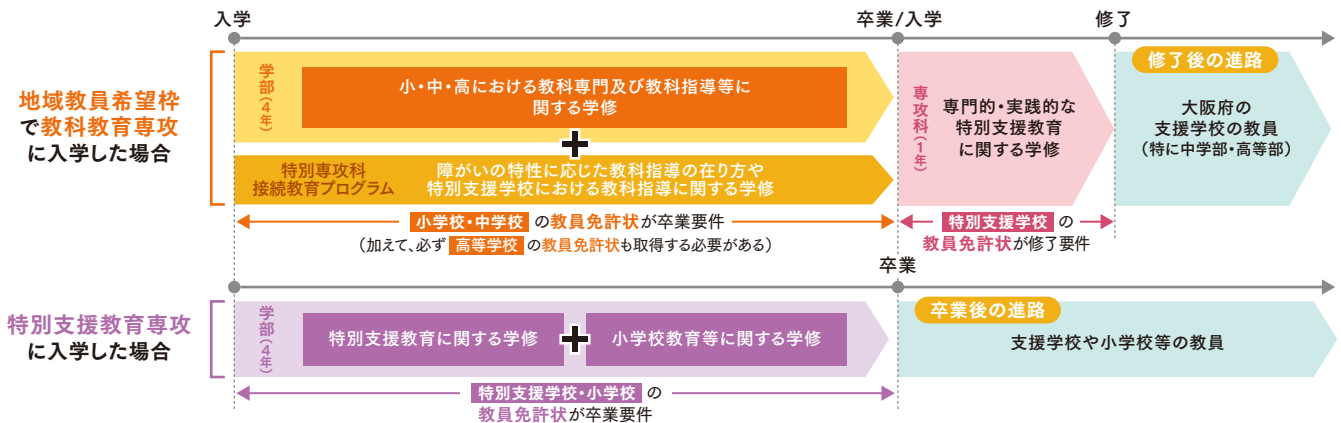 入学
卒業/入学
修了
地域教員希望枠
で教科教育専攻
に入学した場合
学部(4年)
小・中・高における教科専門及び教科指導等に
関する学修
+
特別専攻科
接続教育プログラム
障がいの特性に応じた教科指導の在り方や
特別支援学校における教科指導に関する学修
専攻科(1年)
専門的・実践的な
特別支援教育
に関する学修
修了後の進路
大阪府の
支援学校の教員
(特に中学部・高等部)
小学校・中学校 の教員免許状が卒業要件
(加えて、必ず 高等学校 の教員免許状も取得する必要がある)
特別支援学校 の
教員免許状が修了要件
卒業
特別支援教育専攻
に入学した場合
学部(4年)
特別支援教育に関する学修
+
小学校教育等に関する学修
卒業後の進路
支援学校や小学校等の教員
特別支援学校・小学校 の
教員免許状が卒業要件